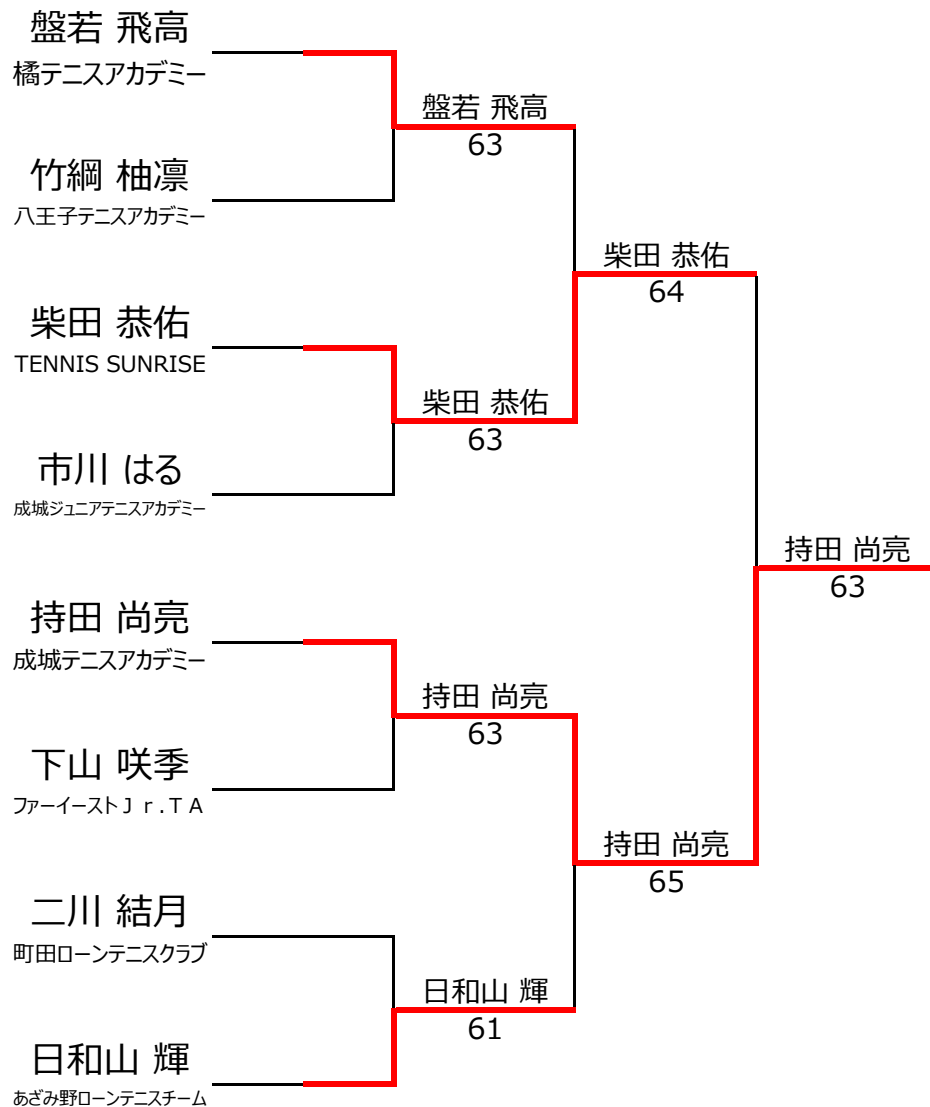 盤若 飛高
橘テニスアカデミー
盤若 飛高
63
竹綱 柚凛
八王子テニスアカデミー
柴田 恭佑
64
柴田 恭佑
TENNIS SUNRISE
柴田 恭佑
63
市川 はる
成城ジュニアテニスアカデミー
持田 尚亮
63
持田 尚亮
成城テニスアカデミー
持田 尚亮
63
下山 咲季
ファーイーストJr.TA
持田 尚亮
65
二川 結月
町田ローンテニスクラブ
日和山 輝
61
日和山 輝
あざみ野ローンテニスチーム